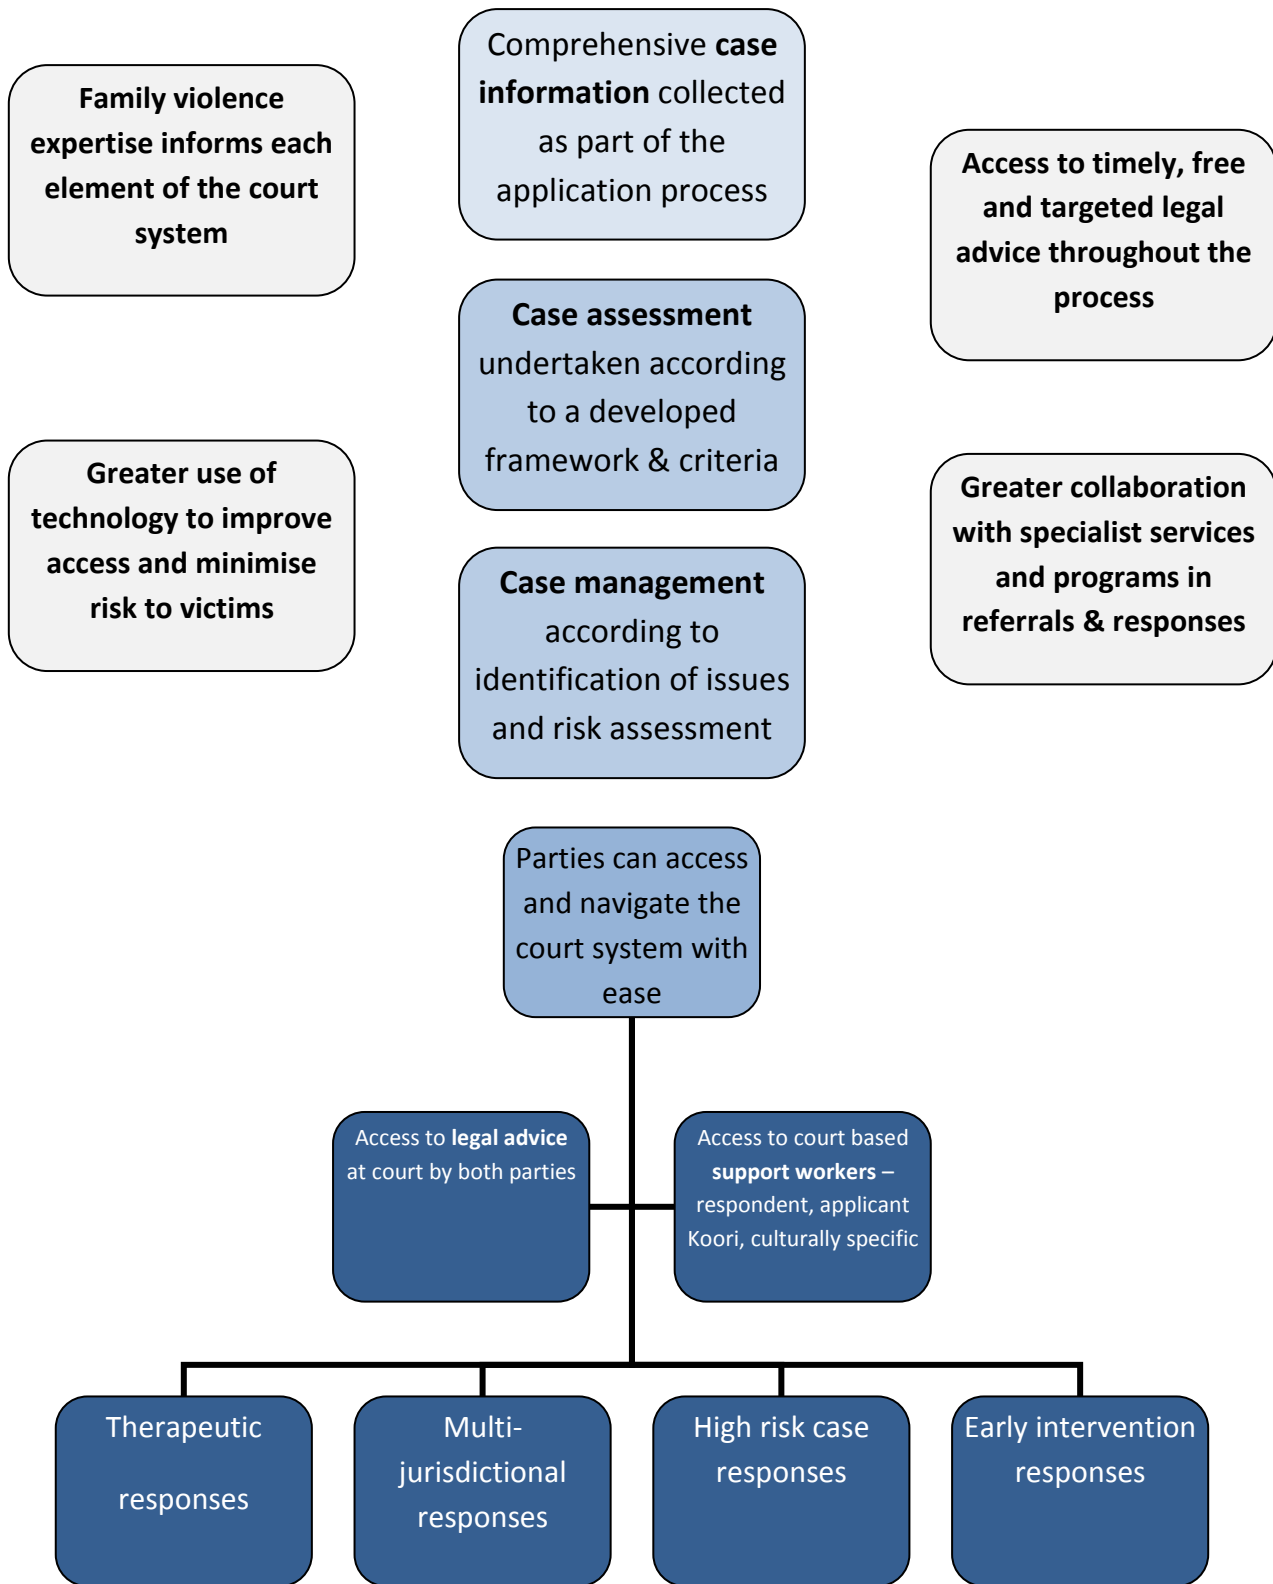 Comprehensive case
information collected
as part of the
application process
Family violence
expertise informs each
element of the court
system
Access to timely, free
and targeted legal
advice throughout the
process
Case assessment
undertaken according
to a developed
framework & criteria
Greater use of
technology to improve
access and minimise
risk to victims
Greater collaboration
with specialist services
and programs in
referrals & responses
Case management
according to
identification of issues
and risk assessment
Parties can access
and navigate the
court system with
ease
Access to legal advice
at court by both parties
Access to court based
support workers –
respondent, applicant
Koori, culturally specific
Therapeutic
responses
Multi-
jurisdictional
responses
High risk case
responses
Early intervention
responses